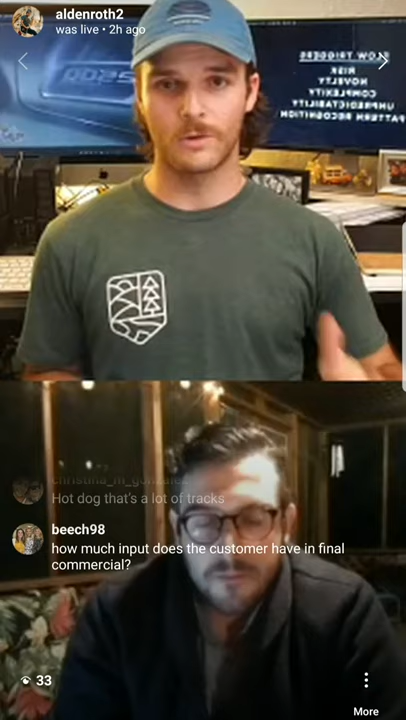 aldenroth2
was live • 2h ago
FLOW TRIGGERS
RISK
NOVELTY
COMPLEXITY
UNPREDICTABILITY
PATTERN RECOGNITION
christina_m_gonzalez
Hot dog that's a lot of tracks
beech98
how much input does the customer have in final
commercial?
33
More